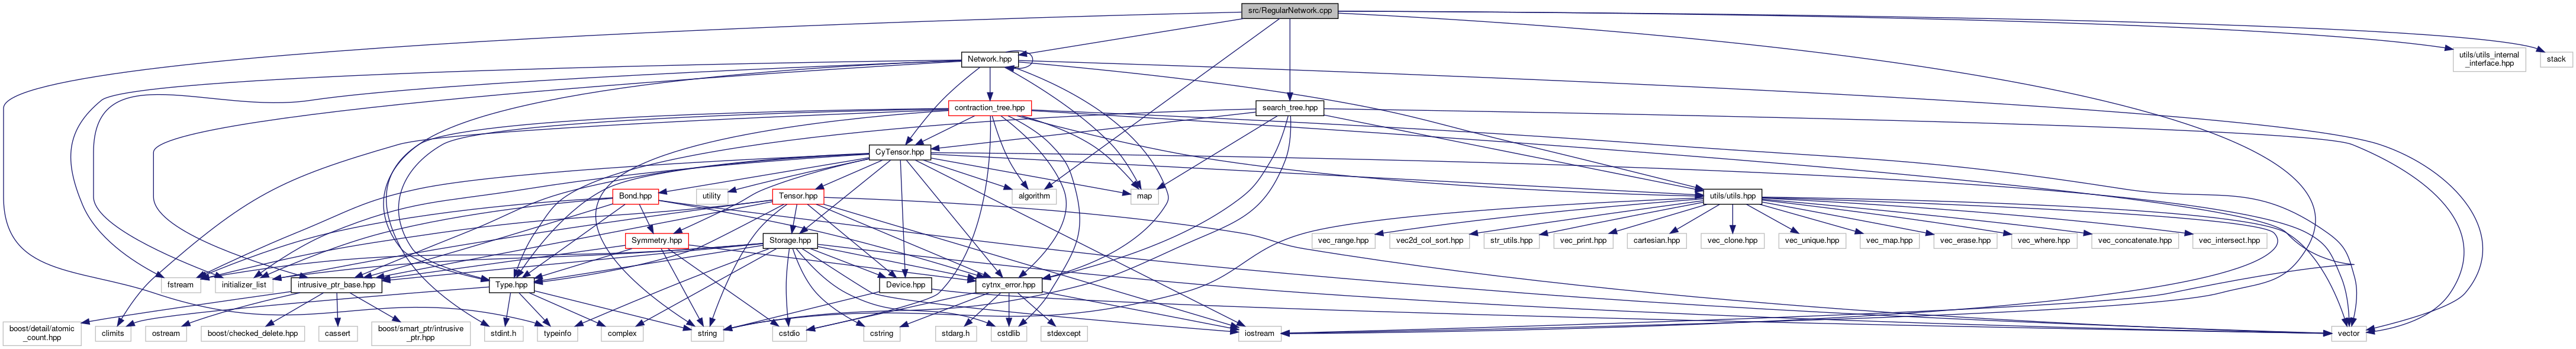 src/RegularNetwork.cpp
Network.hpp
utils/utils_internal
_interface.hpp
stack
contraction_tree.hpp
search_tree.hpp
CyTensor.hpp
Bond.hpp
utility
Tensor.hpp
algorithm
map
utils/utils.hpp
Symmetry.hpp
Storage.hpp
vec_range.hpp
vec2d_col_sort.hpp
str_utils.hpp
vec_print.hpp
cartesian.hpp
vec_clone.hpp
vec_unique.hpp
vec_map.hpp
vec_erase.hpp
vec_where.hpp
vec_concatenate.hpp
vec_intersect.hpp
fstream
initializer_list
intrusive_ptr_base.hpp
Type.hpp
Device.hpp
cytnx_error.hpp
boost/detail/atomic
_count.hpp
climits
ostream
boost/checked_delete.hpp
cassert
boost/smart_ptr/intrusive
_ptr.hpp
stdint.h
typeinfo
complex
string
cstdio
cstring
stdarg.h
cstdlib
stdexcept
iostream
vector